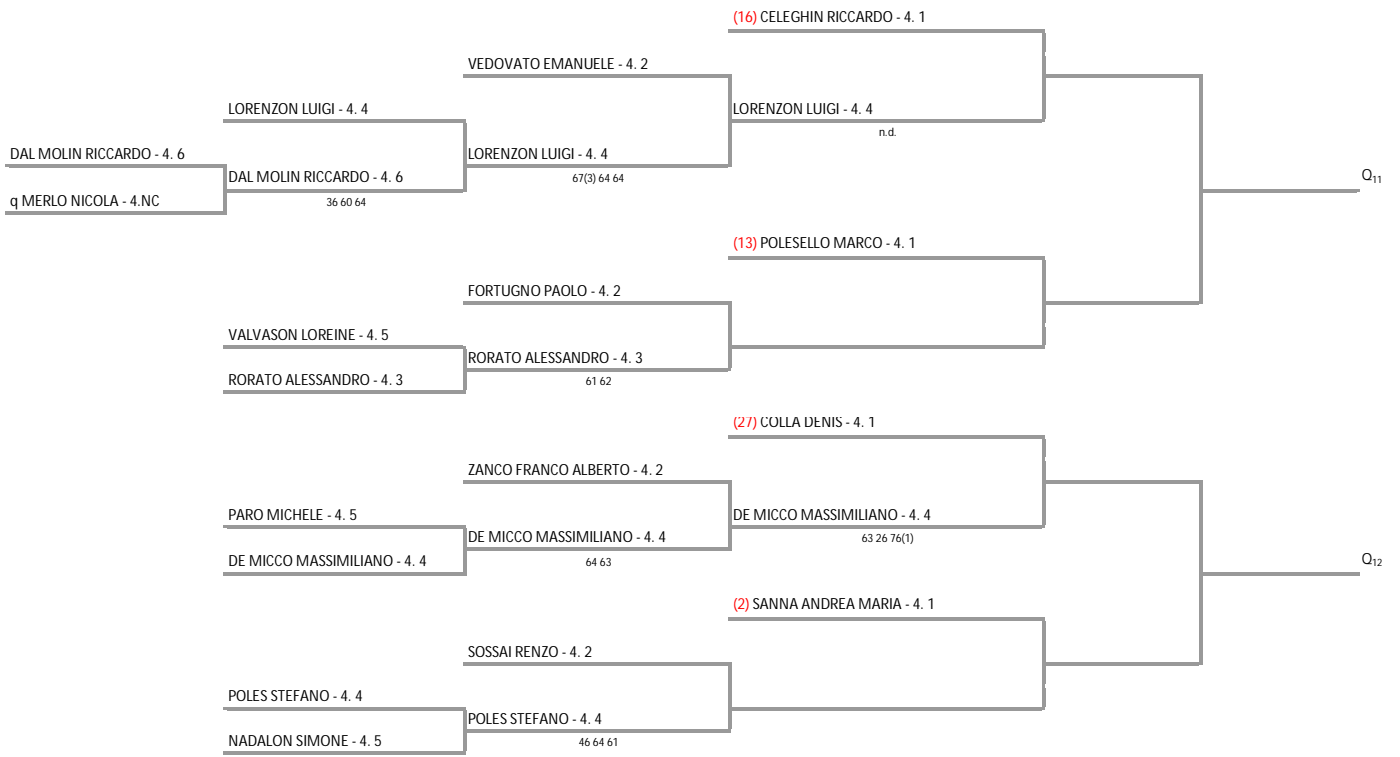 (16) CELEGHIN RICCARDO - 4. 1
VEDOVATO EMANUELE - 4. 2
LORENZON LUIGI - 4. 4
LORENZON LUIGI - 4. 4
n.d.
DAL MOLIN RICCARDO - 4. 6
LORENZON LUIGI - 4. 4
67(3) 64 64
DAL MOLIN RICCARDO - 4. 6
36 60 64
q MERLO NICOLA - 4.NC
Q11
(13) POLESELLO MARCO - 4. 1
FORTUGNO PAOLO - 4. 2
VALVASON LOREINE - 4. 5
RORATO ALESSANDRO - 4. 3
61 62
RORATO ALESSANDRO - 4. 3
(27) COLLA DENIS - 4. 1
ZANCO FRANCO ALBERTO - 4. 2
PARO MICHELE - 4. 5
DE MICCO MASSIMILIANO - 4. 4
63 26 76(1)
DE MICCO MASSIMILIANO - 4. 4
64 63
DE MICCO MASSIMILIANO - 4. 4
Q12
(2) SANNA ANDREA MARIA - 4. 1
SOSSAI RENZO - 4. 2
POLES STEFANO - 4. 4
POLES STEFANO - 4. 4
46 64 61
NADALON SIMONE - 4. 5